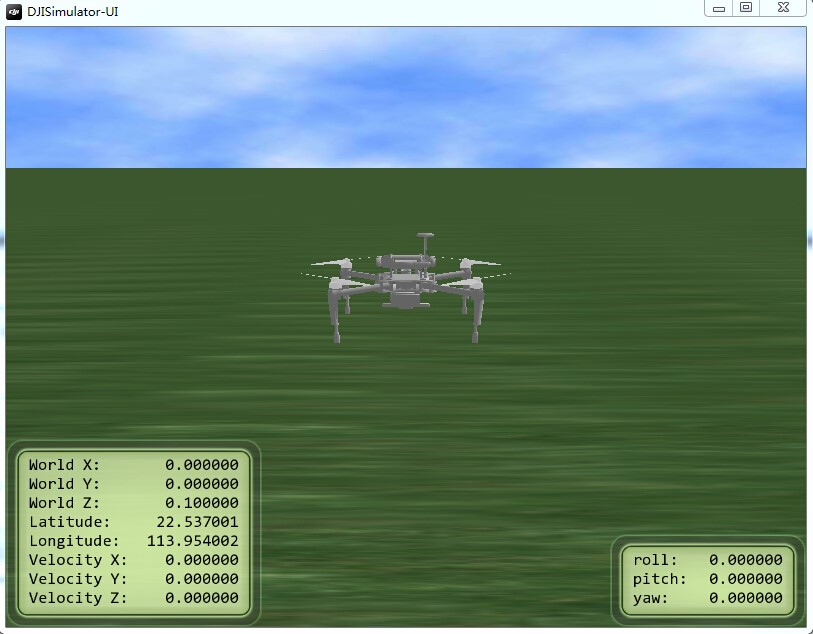 DJISimulator-UI
World X: 0.000000
World Y: 0.000000
World Z: 0.100000
Latitude: 22.537001
Longitude: 113.954002
Velocity X: 0.000000
Velocity Y: 0.000000
Velocity Z: 0.000000
roll: 0.000000
pitch: 0.000000
yaw: 0.000000